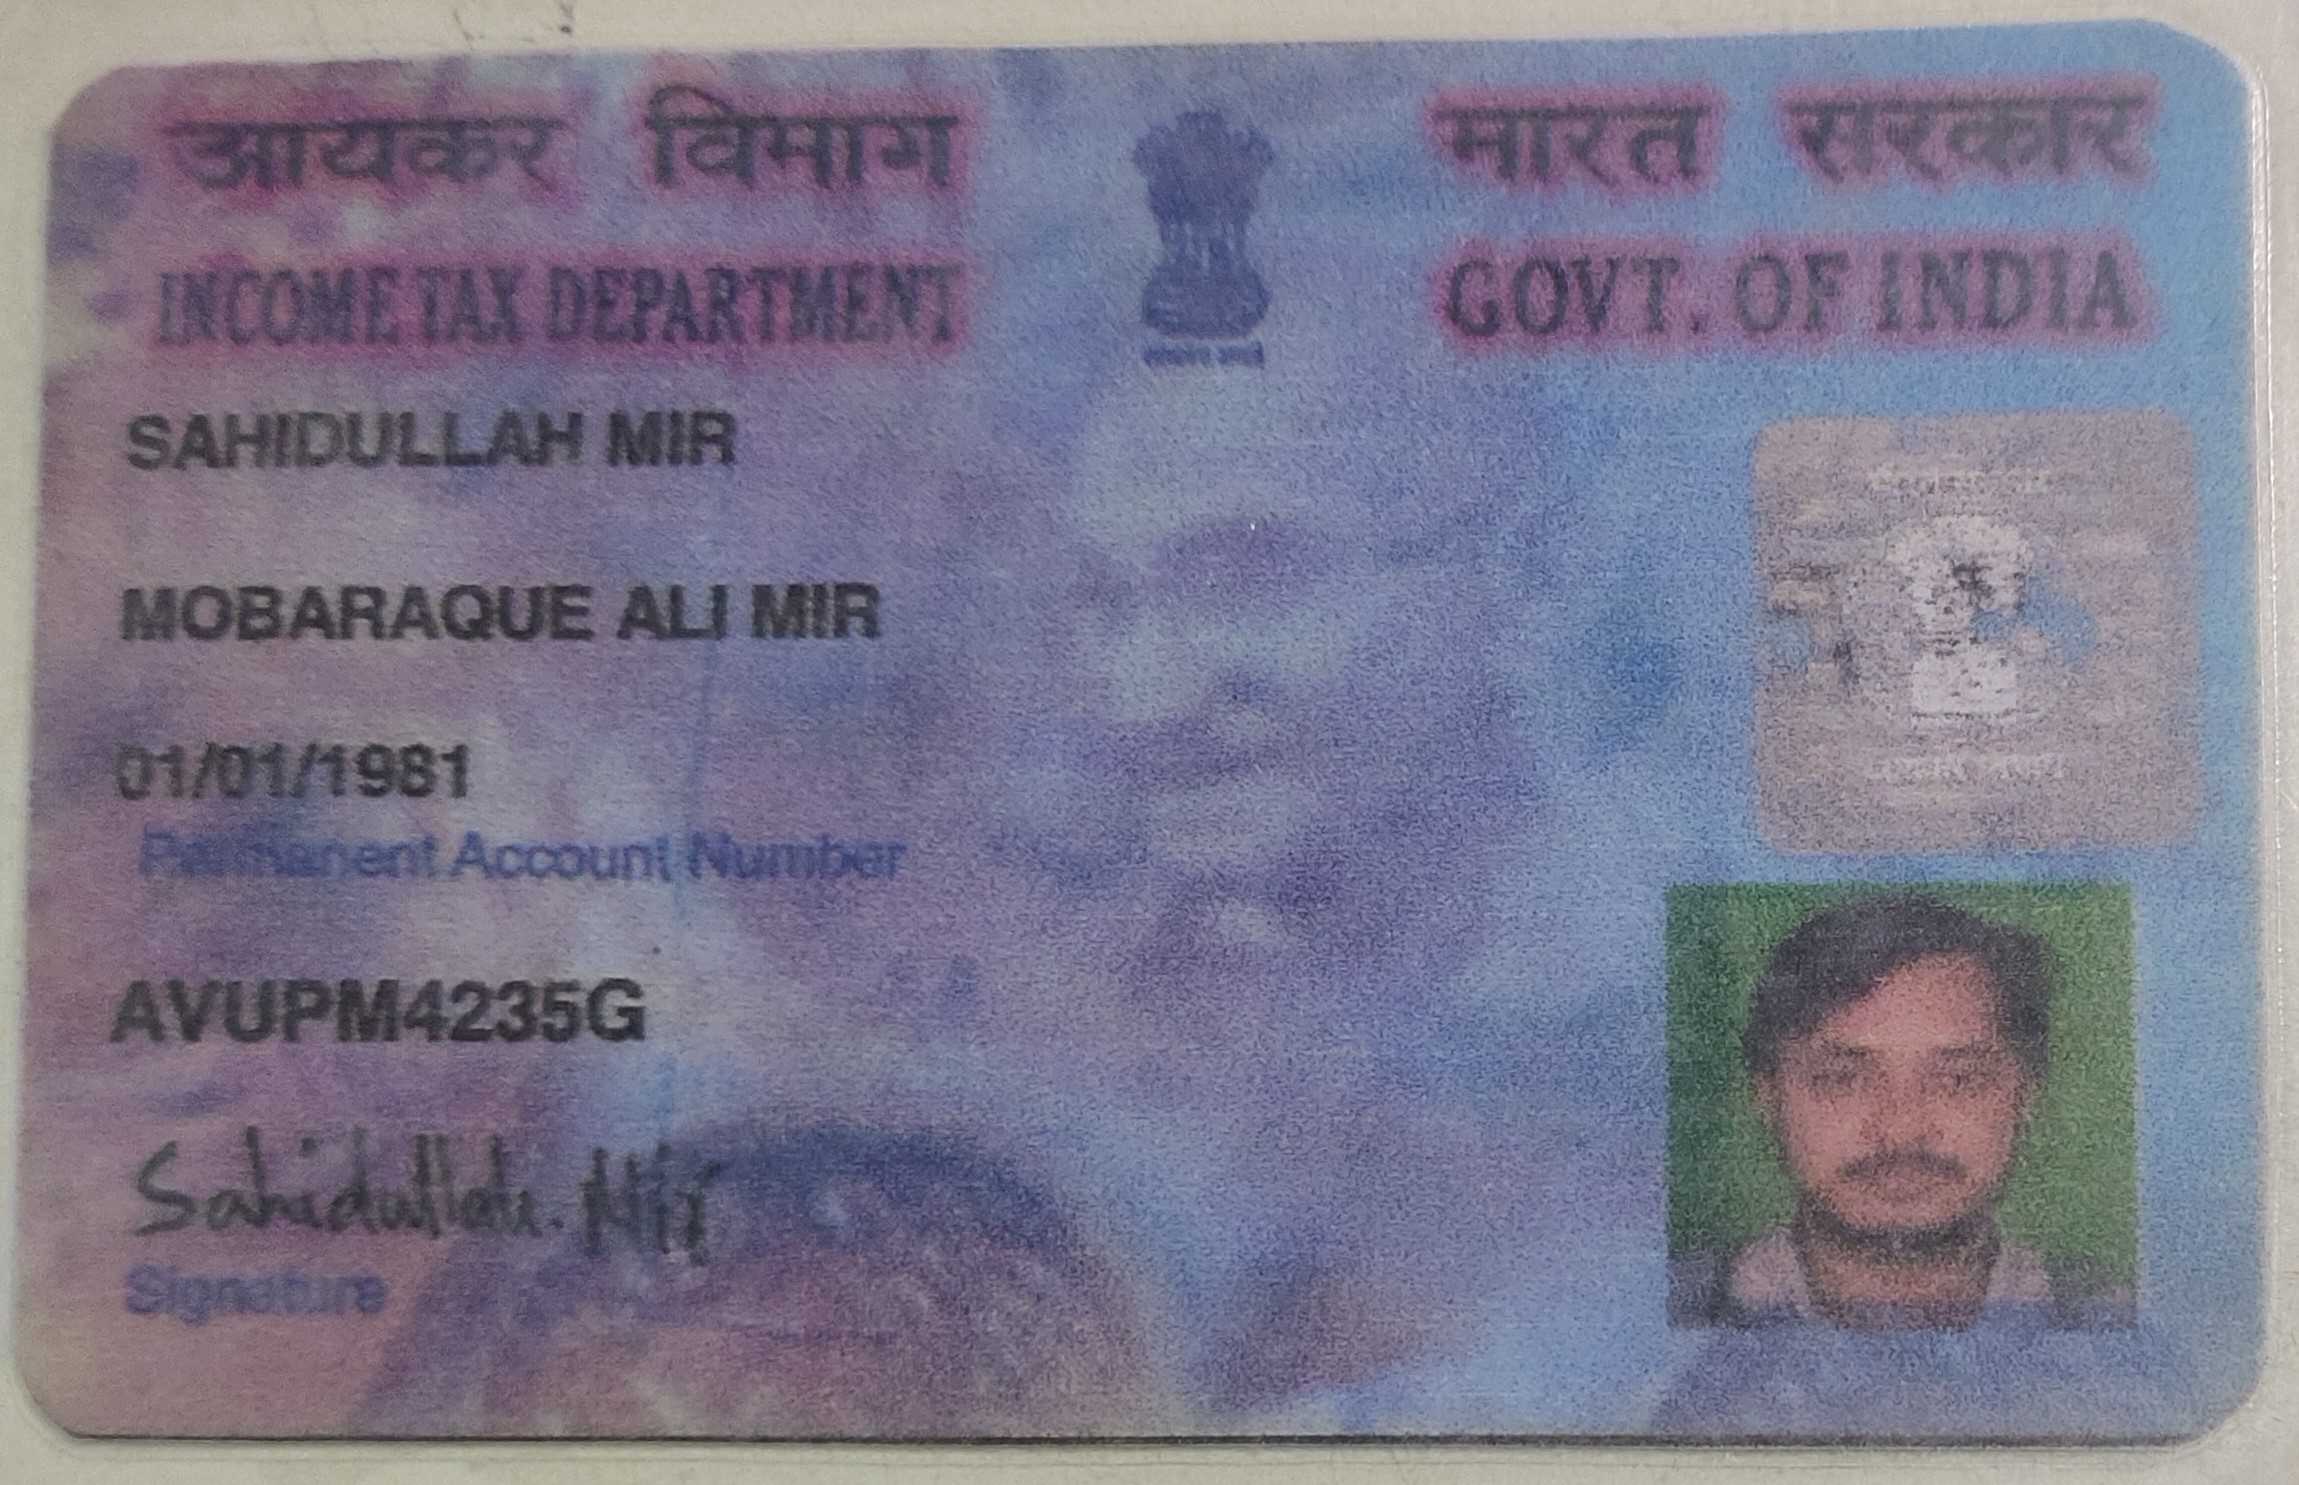 आयकर विभाग
भारत सरकार
INCOME TAX DEPARTMENT
GOVT. OF INDIA
SAHIDULLAH MIR
MOBARAQUE ALI MIR
01/01/1981
Permanent Account Number
AVUPM4235G
Sahidullah Mir
Signature